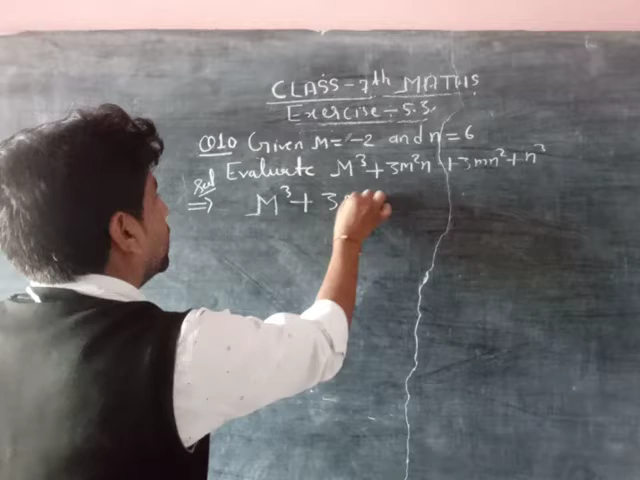 CLASS - 7th MATHS
Exercise - 5.3.
Q10 Given M = -2 and n = 6
Evaluate M³ + 3m²n + 3mn² + n³
Sol
⇒ M³ + 3